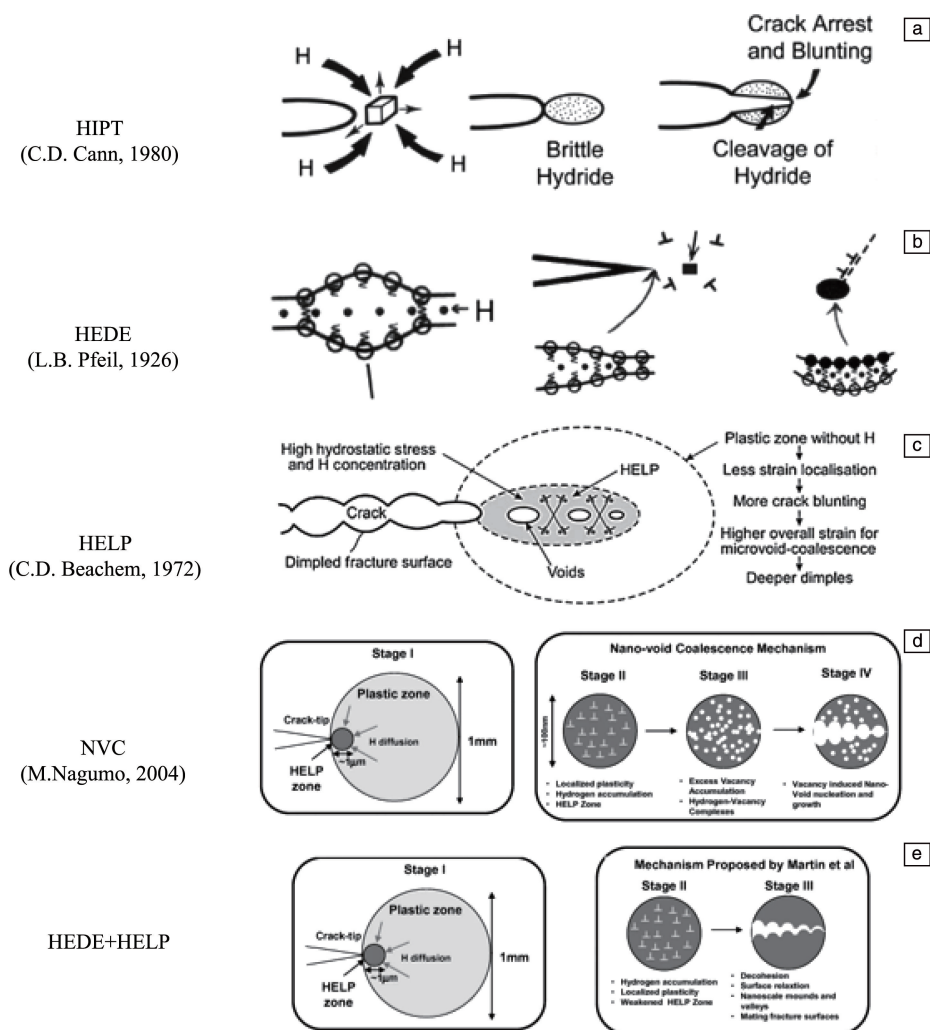 HIPT
(C.D. Cann, 1980)
a
H
H
H
H
Brittle
Hydride
Crack Arrest
and Blunting
Cleavage of
Hydride
HEDE
(L.B. Pfeil, 1926)
b
H
HELP
(C.D. Beachem, 1972)
c
High hydrostatic stress
and H concentration
HELP
Crack
Dimpled fracture surface
Voids
Plastic zone without H
Less strain localisation
More crack blunting
Higher overall strain for
microvoid-coalescence
Deeper dimples
NVC
(M.Nagumo, 2004)
d
Stage I
Plastic zone
Crack-tip
H diffusion
~1μm
HELP
zone
1mm
Nano-void Coalescence Mechanism
Stage II
Stage III
Stage IV
~100nm
▪ Localized plasticity
▪ Hydrogen accumulation
▪ HELP Zone
▪ Excess Vacancy
Accumulation
▪ Hydrogen-Vacancy
Complexes
▪ Vacancy induced Nano-
Void nucleation and
growth
HEDE+HELP
e
Stage I
Plastic zone
Crack-tip
H diffusion
~1μm
HELP
zone
1mm
Mechanism Proposed by Martin et al
Stage II
Stage III
▪ Hydrogen accumulation
▪ Localized plasticity
▪ Weakened HELP Zone
▪ Decohesion
▪ Surface relaxtion
▪ Nanoscale mounds and
valleys
▪ Mating fracture surfaces